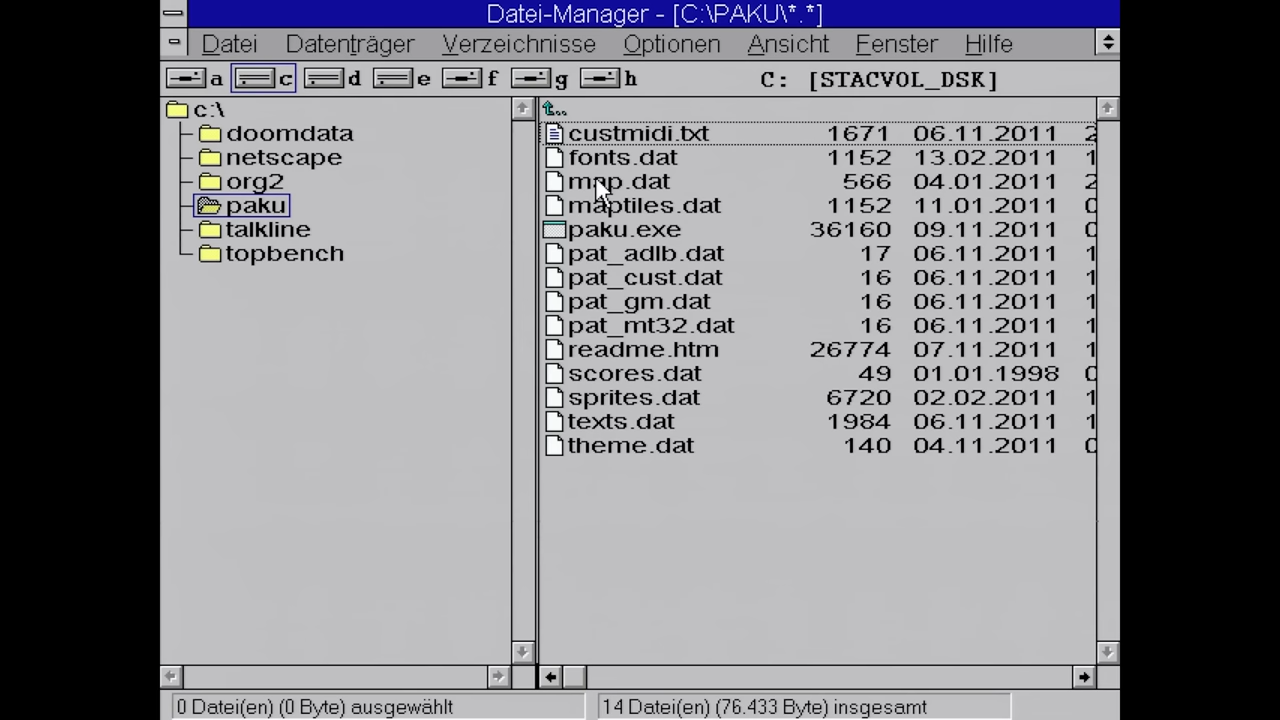 Datei-Manager - [C:\PAKU\*.*]
Datei Datenträger Verzeichnisse Optionen Ansicht Fenster Hilfe
a c d e f g h C: [STACVOL_DSK]
c:\
doomdata
netscape
org2
paku
talkline
topbench
..
custmidi.txt 1671 06.11.2011
fonts.dat 1152 13.02.2011
map.dat 566 04.01.2011
maptiles.dat 1152 11.01.2011
paku.exe 36160 09.11.2011
pat_adlb.dat 17 06.11.2011
pat_cust.dat 16 06.11.2011
pat_gm.dat 16 06.11.2011
pat_mt32.dat 16 06.11.2011
readme.htm 26774 07.11.2011
scores.dat 49 01.01.1998
sprites.dat 6720 02.02.2011
texts.dat 1984 06.11.2011
theme.dat 140 04.11.2011
0 Datei(en) (0 Byte) ausgewählt
14 Datei(en) (76.433 Byte) insgesamt